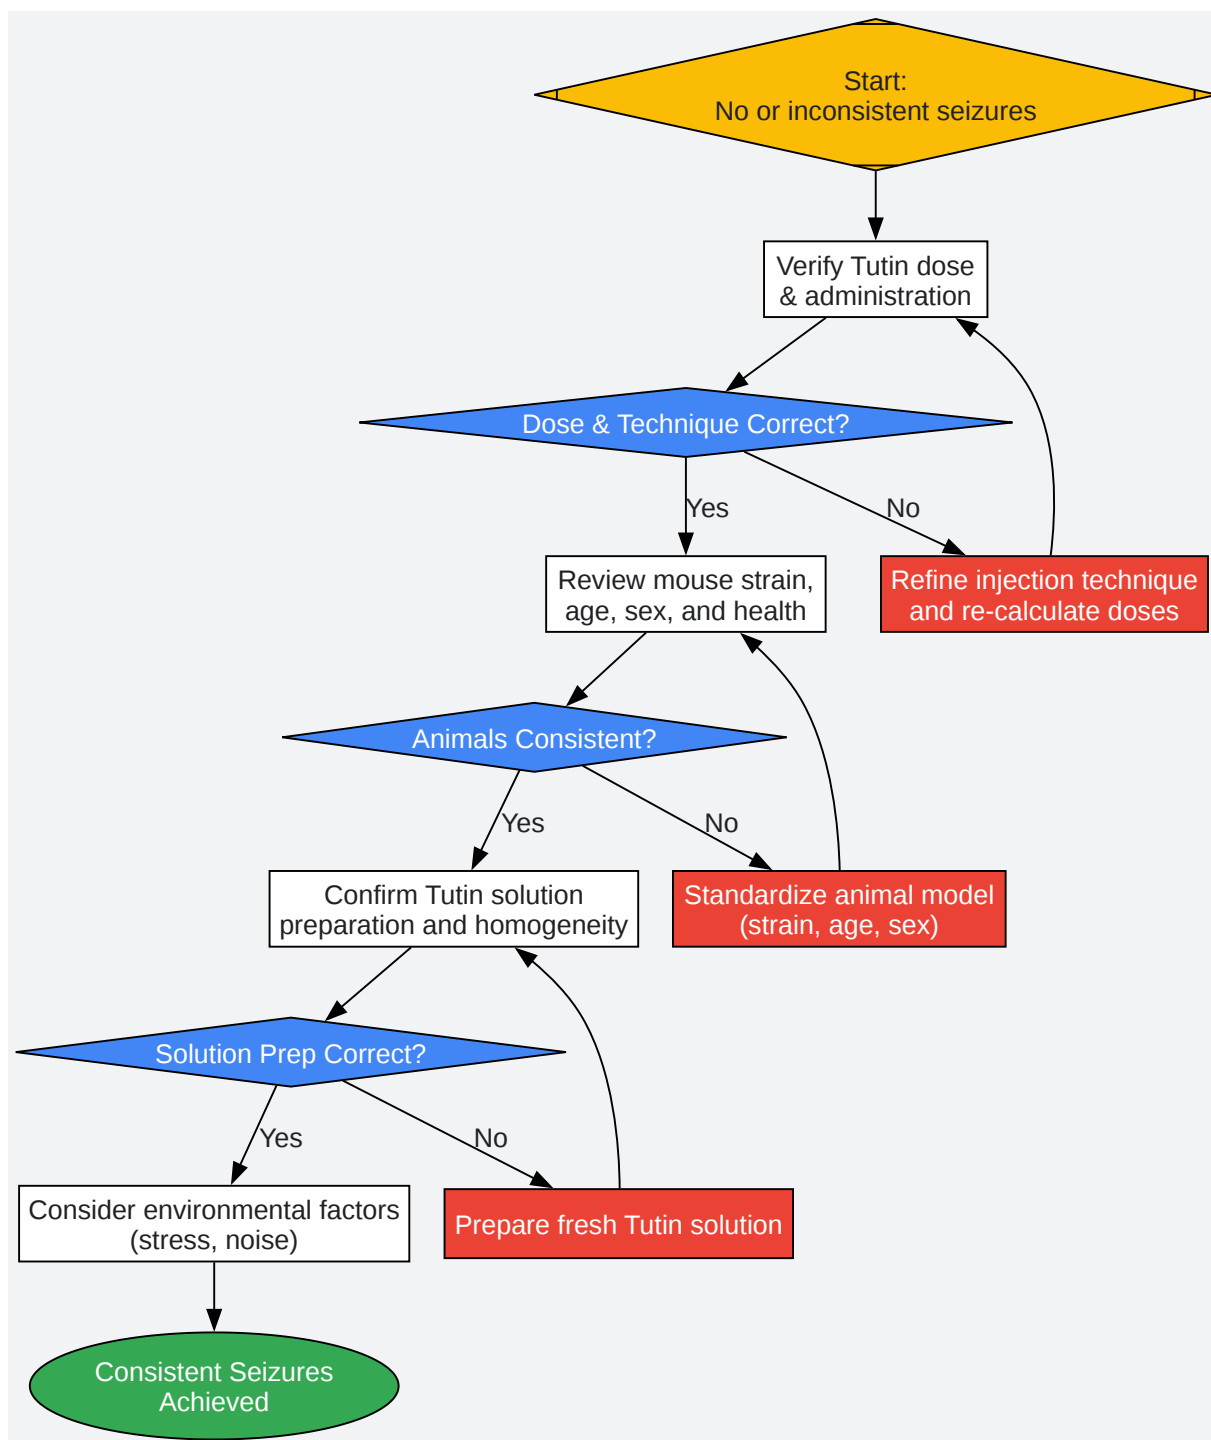 Start:
No or inconsistent seizures
Verify Tutin dose
& administration
Dose & Technique Correct?
Yes
No
Review mouse strain,
age, sex, and health
Refine injection technique
and re-calculate doses
Animals Consistent?
Yes
No
Confirm Tutin solution
preparation and homogeneity
Standardize animal model
(strain, age, sex)
Solution Prep Correct?
Yes
No
Consider environmental factors
(stress, noise)
Prepare fresh Tutin solution
Consistent Seizures
Achieved